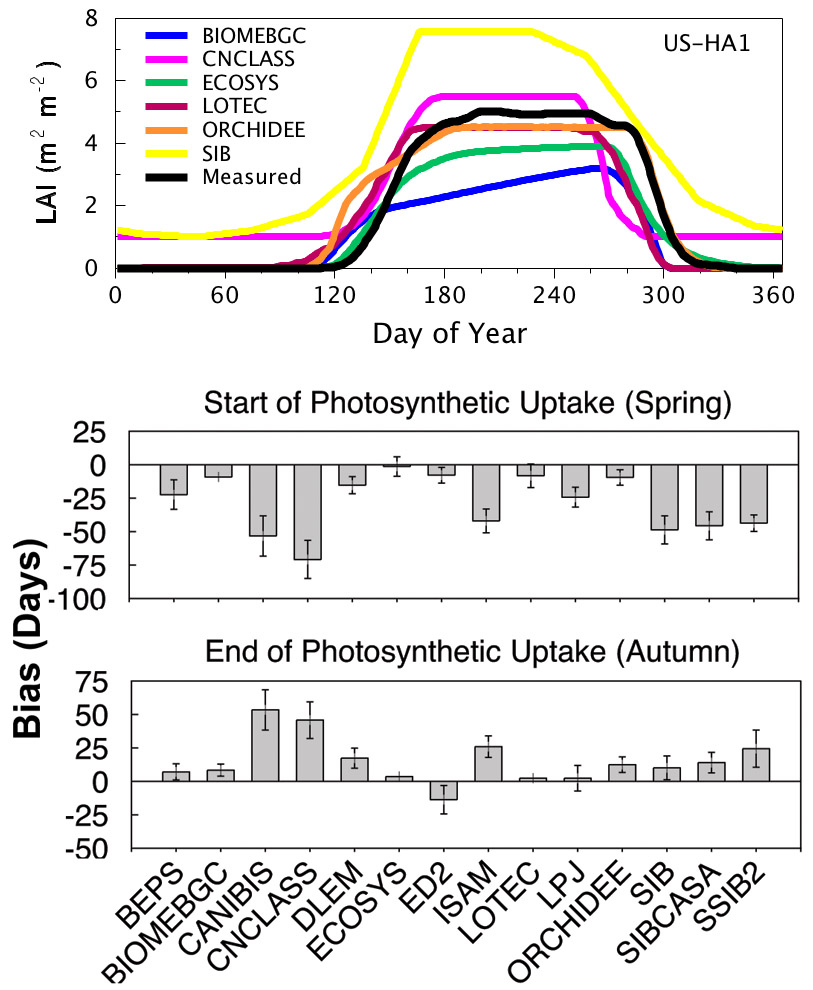 8
6
4
2
0
LAI (m² m⁻²)
BIOMEBGC
CNCLASS
ECOSYS
LOTEC
ORCHIDEE
SIB
Measured
US-HA1
0 60 120 180 240 300 360
Day of Year
Start of Photosynthetic Uptake (Spring)
25
0
-25
-50
-75
-100
Bias (Days)
End of Photosynthetic Uptake (Autumn)
75
50
25
0
-25
-50
BEPS
BIOMEBGC
CANIBIS
CNCLASS
DLEM
ECOSYS
ED2
ISAM
LOTEC
LPJ
ORCHIDEE
SIB
SIBCASA
SSIB2